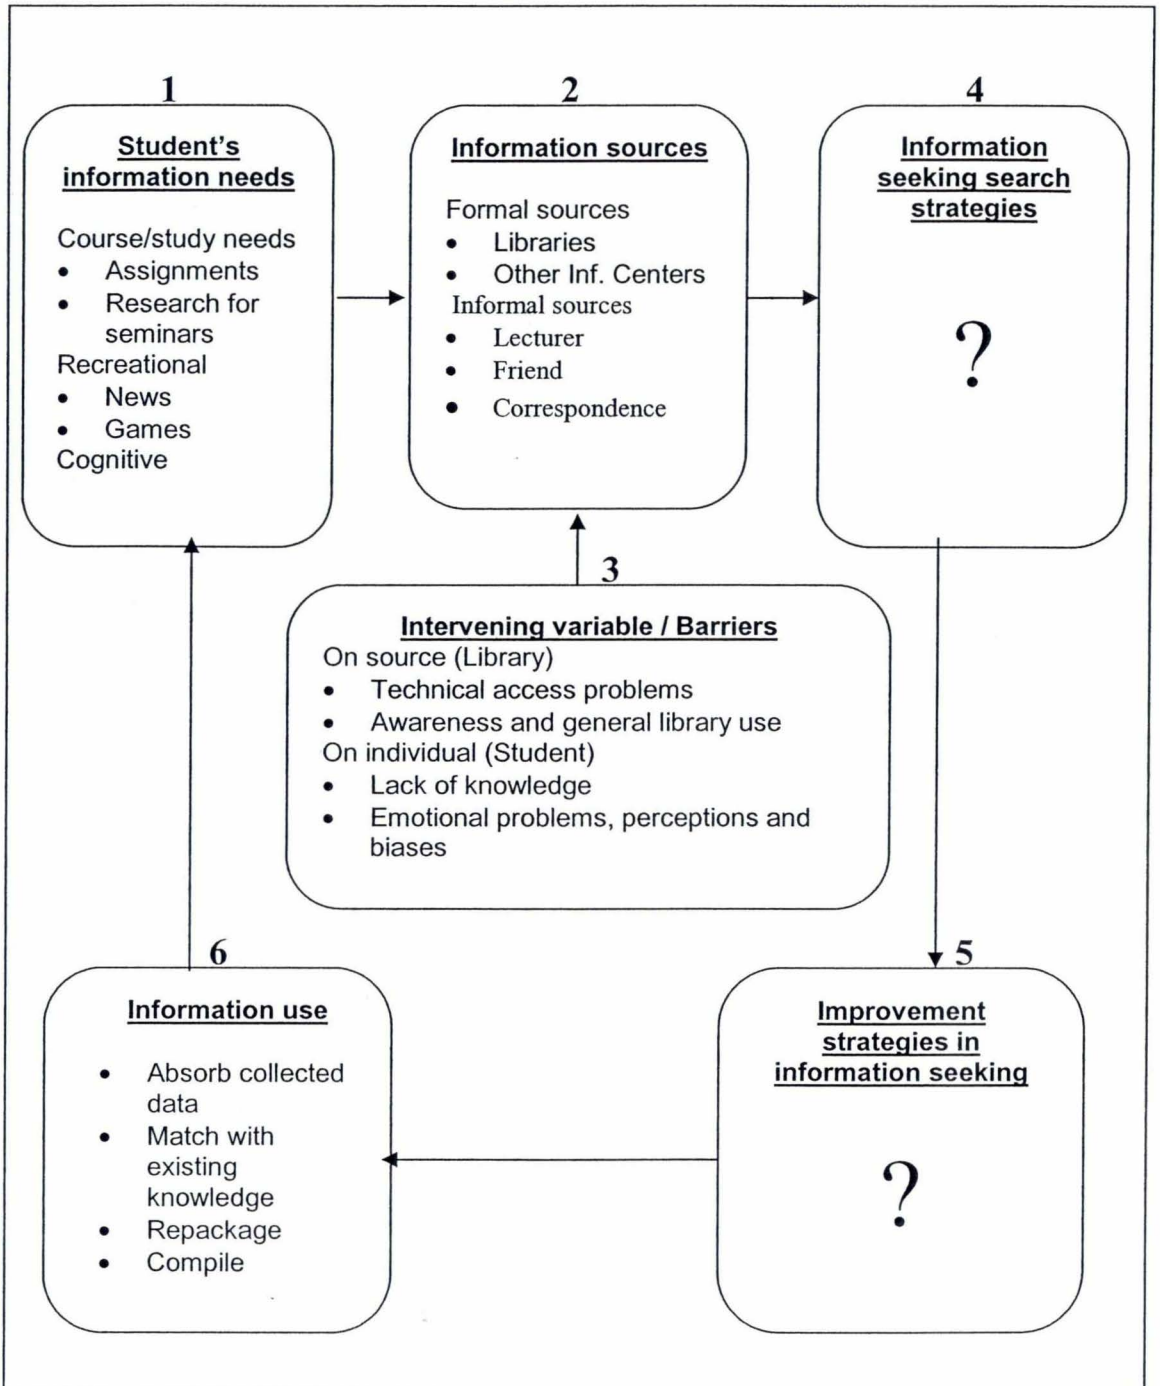 1
Student's
information needs
Course/study needs
• Assignments
• Research for
seminars
Recreational
• News
• Games
Cognitive
2
Information sources
Formal sources
• Libraries
• Other Inf. Centers
Informal sources
• Lecturer
• Friend
• Correspondence
4
Information
seeking search
strategies
?
3
Intervening variable / Barriers
On source (Library)
• Technical access problems
• Awareness and general library use
On individual (Student)
• Lack of knowledge
• Emotional problems, perceptions and
biases
6
Information use
• Absorb collected
data
• Match with
existing
knowledge
• Repackage
• Compile
5
Improvement
strategies in
information seeking
?